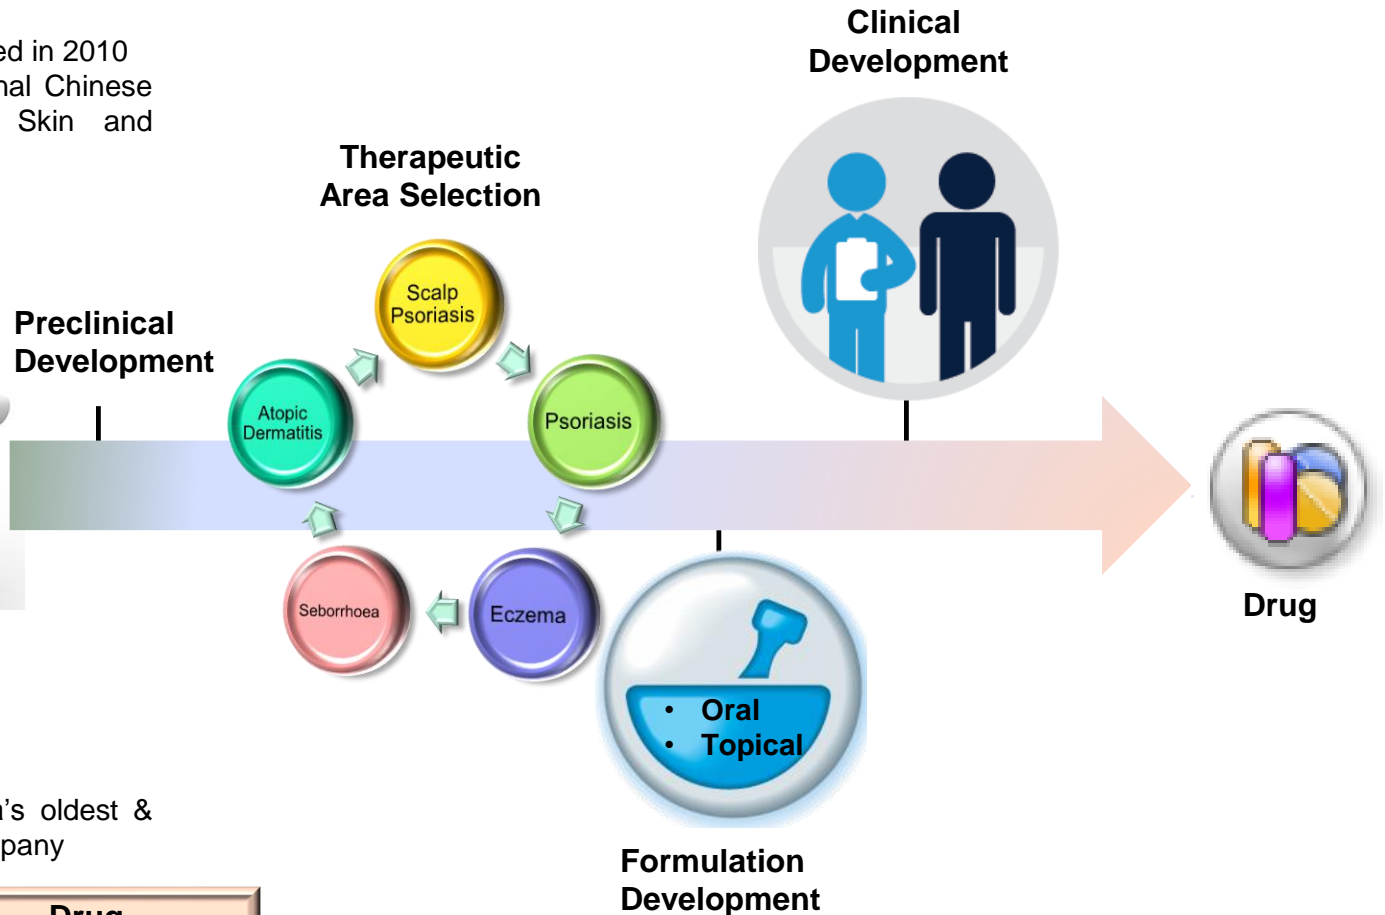 ed in 2010
nal Chinese
Skin and
Clinical
Development
Therapeutic
Area Selection
Preclinical
Development
Scalp
Psoriasis
Psoriasis
Atopic
Dermatitis
Seborrhoea
Eczema
• Oral
• Topical
Drug
a's oldest &
pany
Formulation
Development
Drug